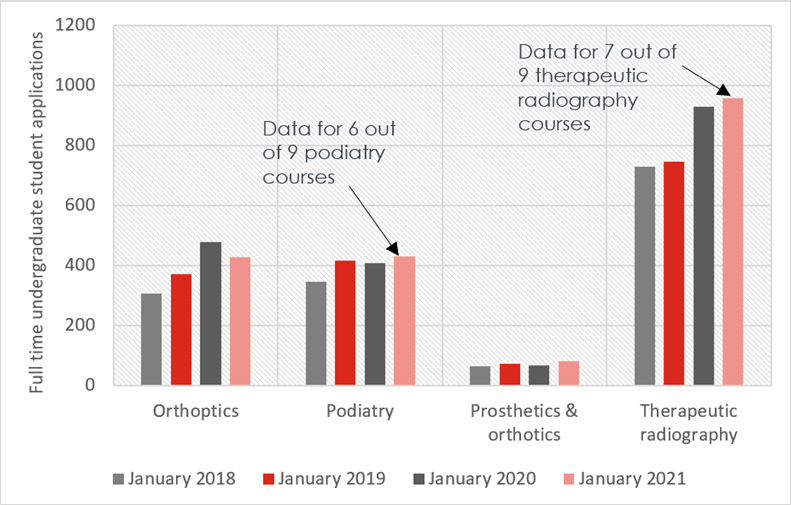 1200
1000
800
600
400
200
0
Full time undergraduate student applications
Data for 7 out of
9 therapeutic
radiography
courses
Data for 6 out
of 9 podiatry
courses
Orthoptics
Podiatry
Prosthetics &
orthotics
Therapeutic
radiography
January 2018
January 2019
January 2020
January 2021